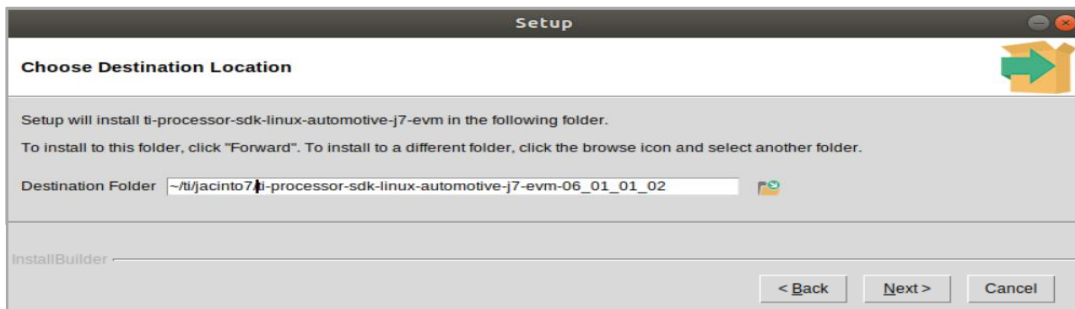 Setup
Choose Destination Location
Setup will install ti-processor-sdk-linux-automotive-j7-evm in the following folder.
To install to this folder, click "Forward". To install to a different folder, click the browse icon and select another folder.
Destination Folder ~/ti/jacinto7/ti-processor-sdk-linux-automotive-j7-evm-06_01_01_02
InstallBuilder
< Back Next > Cancel